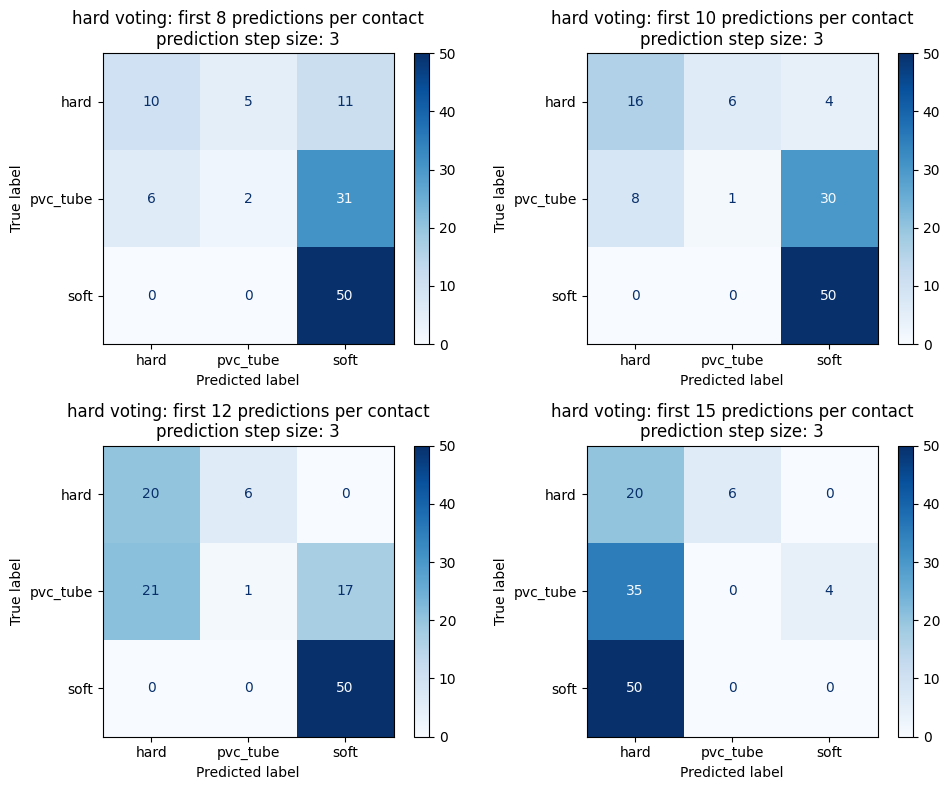 hard voting: first 8 predictions per contact
prediction step size: 3
50
40
30
20
10
0
hard
pvc_tube
soft
True label
10 5 11
6 2 31
0 0 50
hard pvc_tube soft
Predicted label
hard voting: first 10 predictions per contact
prediction step size: 3
50
40
30
20
10
0
hard
pvc_tube
soft
True label
16 6 4
8 1 30
0 0 50
hard pvc_tube soft
Predicted label
hard voting: first 12 predictions per contact
prediction step size: 3
50
40
30
20
10
0
hard
pvc_tube
soft
True label
20 6 0
21 1 17
0 0 50
hard pvc_tube soft
Predicted label
hard voting: first 15 predictions per contact
prediction step size: 3
50
40
30
20
10
0
hard
pvc_tube
soft
True label
20 6 0
35 0 4
50 0 0
hard pvc_tube soft
Predicted label